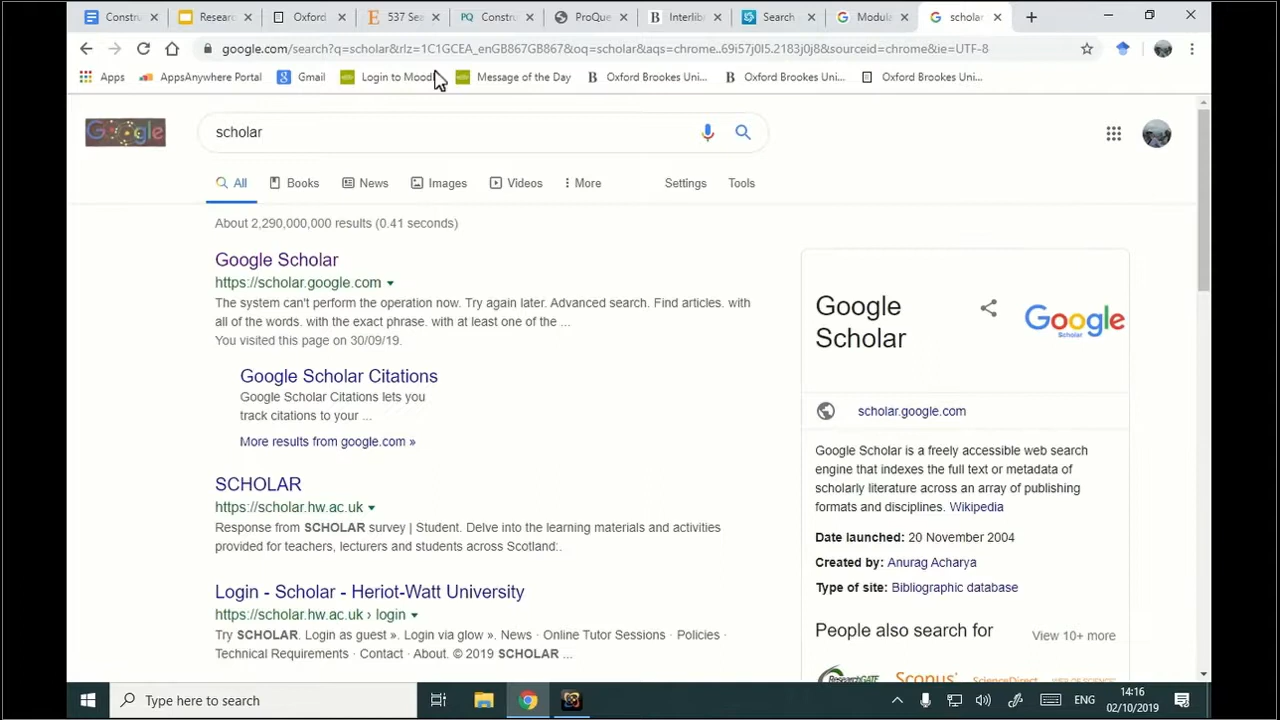 Constru
Researc
Oxford
537 Sea
Constru
ProQue
Interlib
Search
Modula
scholar
google.com/search?q=scholar&rlz=1C1GCEA_enGB867GB867&oq=scholar&aqs=chrome..69i57j0l5.2183j0j8&sourceid=chrome&ie=UTF-8
Apps
AppsAnywhere Portal
Gmail
Login to Moodl
Message of the Day
Oxford Brookes Uni...
Oxford Brookes Uni...
Oxford Brookes Uni...
Google
scholar
All
Books
News
Images
Videos
More
Settings
Tools
About 2,290,000,000 results (0.41 seconds)
Google Scholar
https://scholar.google.com
The system can't perform the operation now. Try again later. Advanced search. Find articles. with
all of the words. with the exact phrase. with at least one of the ...
You visited this page on 30/09/19.
Google Scholar Citations
Google Scholar Citations lets you
track citations to your ...
More results from google.com »
SCHOLAR
https://scholar.hw.ac.uk
Response from SCHOLAR survey | Student. Delve into the learning materials and activities
provided for teachers, lecturers and students across Scotland:.
Login - Scholar - Heriot-Watt University
https://scholar.hw.ac.uk › login
Try SCHOLAR. Login as guest ». Login via glow ». News · Online Tutor Sessions · Policies ·
Technical Requirements · Contact · About. © 2019 SCHOLAR ...
Google
Scholar
Google
Scholar
scholar.google.com
Google Scholar is a freely accessible web search
engine that indexes the full text or metadata of
scholarly literature across an array of publishing
formats and disciplines. Wikipedia
Date launched: 20 November 2004
Created by: Anurag Acharya
Type of site: Bibliographic database
People also search for
View 10+ more
ResearchGATE
Scopus
ScienceDirect
Type here to search
ENG
14:16
02/10/2019